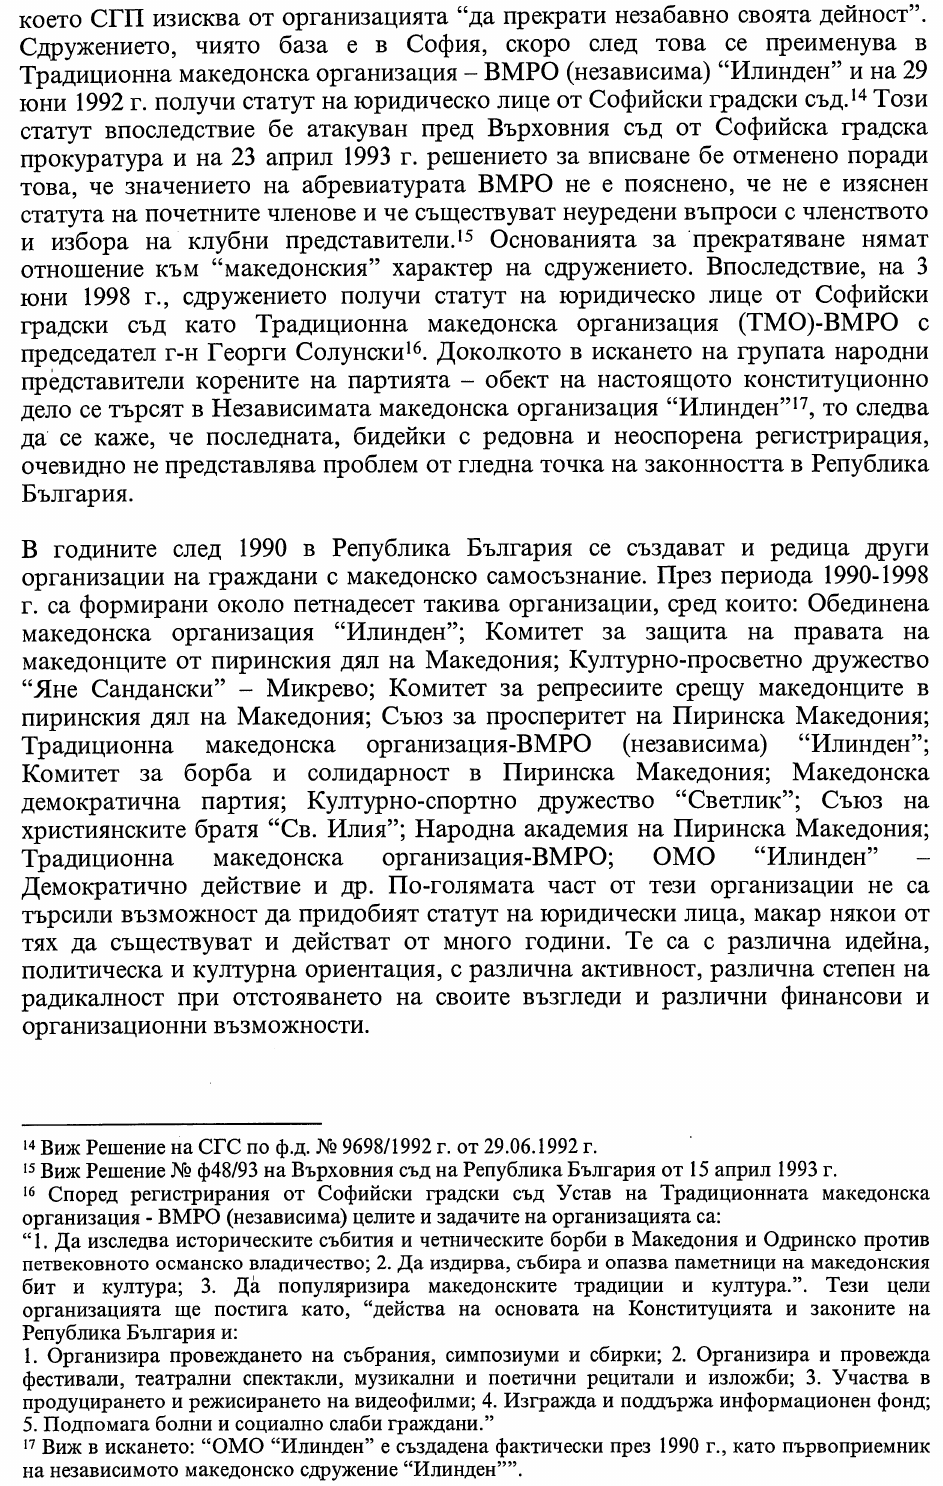 което СГП изисква от организацията “да прекрати незабавно своята дейност”.
Сдружението, чиято база е в София, скоро след това се преименува в
Традиционна македонска организация – ВМРО (независима) “Илинден” и на 29
юни 1992 г. получи статут на юридическо лице от Софийски градски съд.¹⁴ Този
статут впоследствие бе атакуван пред Върховния съд от Софийска градска
прокуратура и на 23 април 1993 г. решението за вписване бе отменено поради
това, че значението на абревиатурата ВМРО не е пояснено, че не е изяснен
статута на почетните членове и че съществуват неуредени въпроси с членството
и избора на клубни представители.¹⁵ Основанията за прекратяване нямат
отношение към “македонския” характер на сдружението. Впоследствие, на 3
юни 1998 г., сдружението получи статут на юридическо лице от Софийски
градски съд като Традиционна македонска организация (ТМО)-ВМРО с
председател г-н Георги Солунски¹⁶. Доколкото в искането на групата народни
представители корените на партията – обект на настоящото конституционно
дело се търсят в Независимата македонска организация “Илинден”¹⁷, то следва
да се каже, че последната, бидейки с редовна и неоспорена регистрирация,
очевидно не представлява проблем от гледна точка на законността в Република
България.

В годините след 1990 в Република България се създават и редица други
организации на граждани с македонско самосъзнание. През периода 1990-1998
г. са формирани около петнадесет такива организации, сред които: Обединена
македонска организация “Илинден”; Комитет за защита на правата на
македонците от пиринския дял на Македония; Културно-просветно дружество
“Яне Сандански” – Микрево; Комитет за репресиите срещу македонците в
пиринския дял на Македония; Съюз за просперитет на Пиринска Македония;
Традиционна македонска организация-ВМРО (независима) “Илинден”;
Комитет за борба и солидарност в Пиринска Македония; Македонска
демократична партия; Културно-спортно дружество “Светлик”; Съюз на
християнските братя “Св. Илия”; Народна академия на Пиринска Македония;
Традиционна македонска организация-ВМРО; ОМО “Илинден” –
Демократично действие и др. По-голямата част от тези организации не са
търсили възможност да придобият статут на юридически лица, макар някои от
тях да съществуват и действат от много години. Те са с различна идейна,
политическа и културна ориентация, с различна активност, различна степен на
радикалност при отстояването на своите възгледи и различни финансови и
организационни възможности.

¹⁴ Виж Решение на СГС по ф.д. № 9698/1992 г. от 29.06.1992 г.
¹⁵ Виж Решение № ф48/93 на Върховния съд на Република България от 15 април 1993 г.
¹⁶ Според регистрирания от Софийски градски съд Устав на Традиционната македонска
организация - ВМРО (независима) целите и задачите на организацията са:
“1. Да изследва историческите събития и четническите борби в Македония и Одринско против
петвековното османско владичество; 2. Да издирва, събира и опазва паметници на македонския
бит и култура; 3. Да популяризира македонските традиции и култура.”. Тези цели
организацията ще постига като, “действа на основата на Конституцията и законите на
Република България и:
1. Организира провеждането на събрания, симпозиуми и сбирки; 2. Организира и провежда
фестивали, театрални спектакли, музикални и поетични рецитали и изложби; 3. Участва в
продуцирането и режисирането на видеофилми; 4. Изгражда и поддържа информационен фонд;
5. Подпомага болни и социално слаби граждани.”
¹⁷ Виж в искането: “ОМО “Илинден” е създадена фактически през 1990 г., като първоприемник
на независимото македонско сдружение “Илинден””.